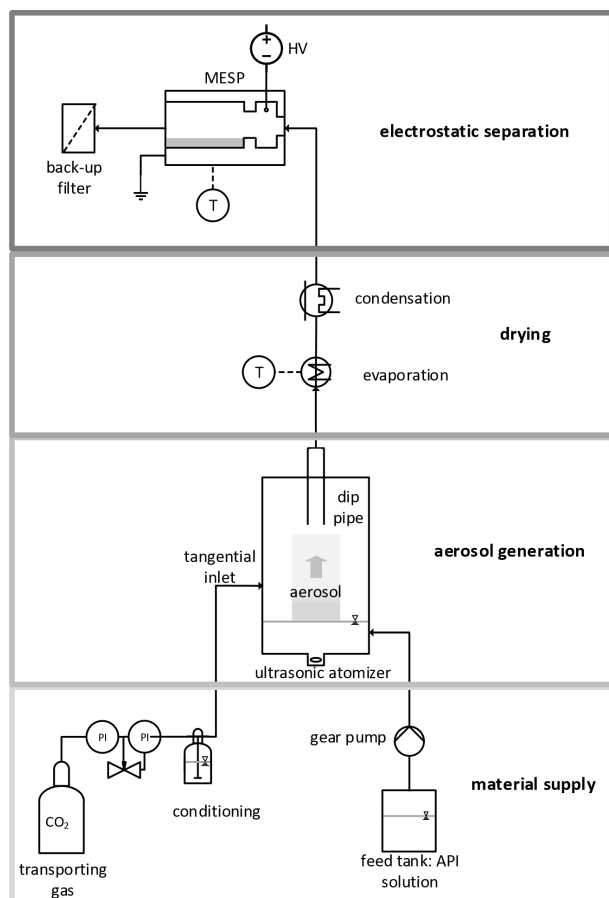 HV
MESP
electrostatic separation
back-up
filter
T
condensation
drying
T
evaporation
dip
pipe
tangential
inlet
aerosol generation
aerosol
ultrasonic atomizer
PI
PI
gear pump
material supply
conditioning
CO₂
transporting
gas
feed tank: API
solution